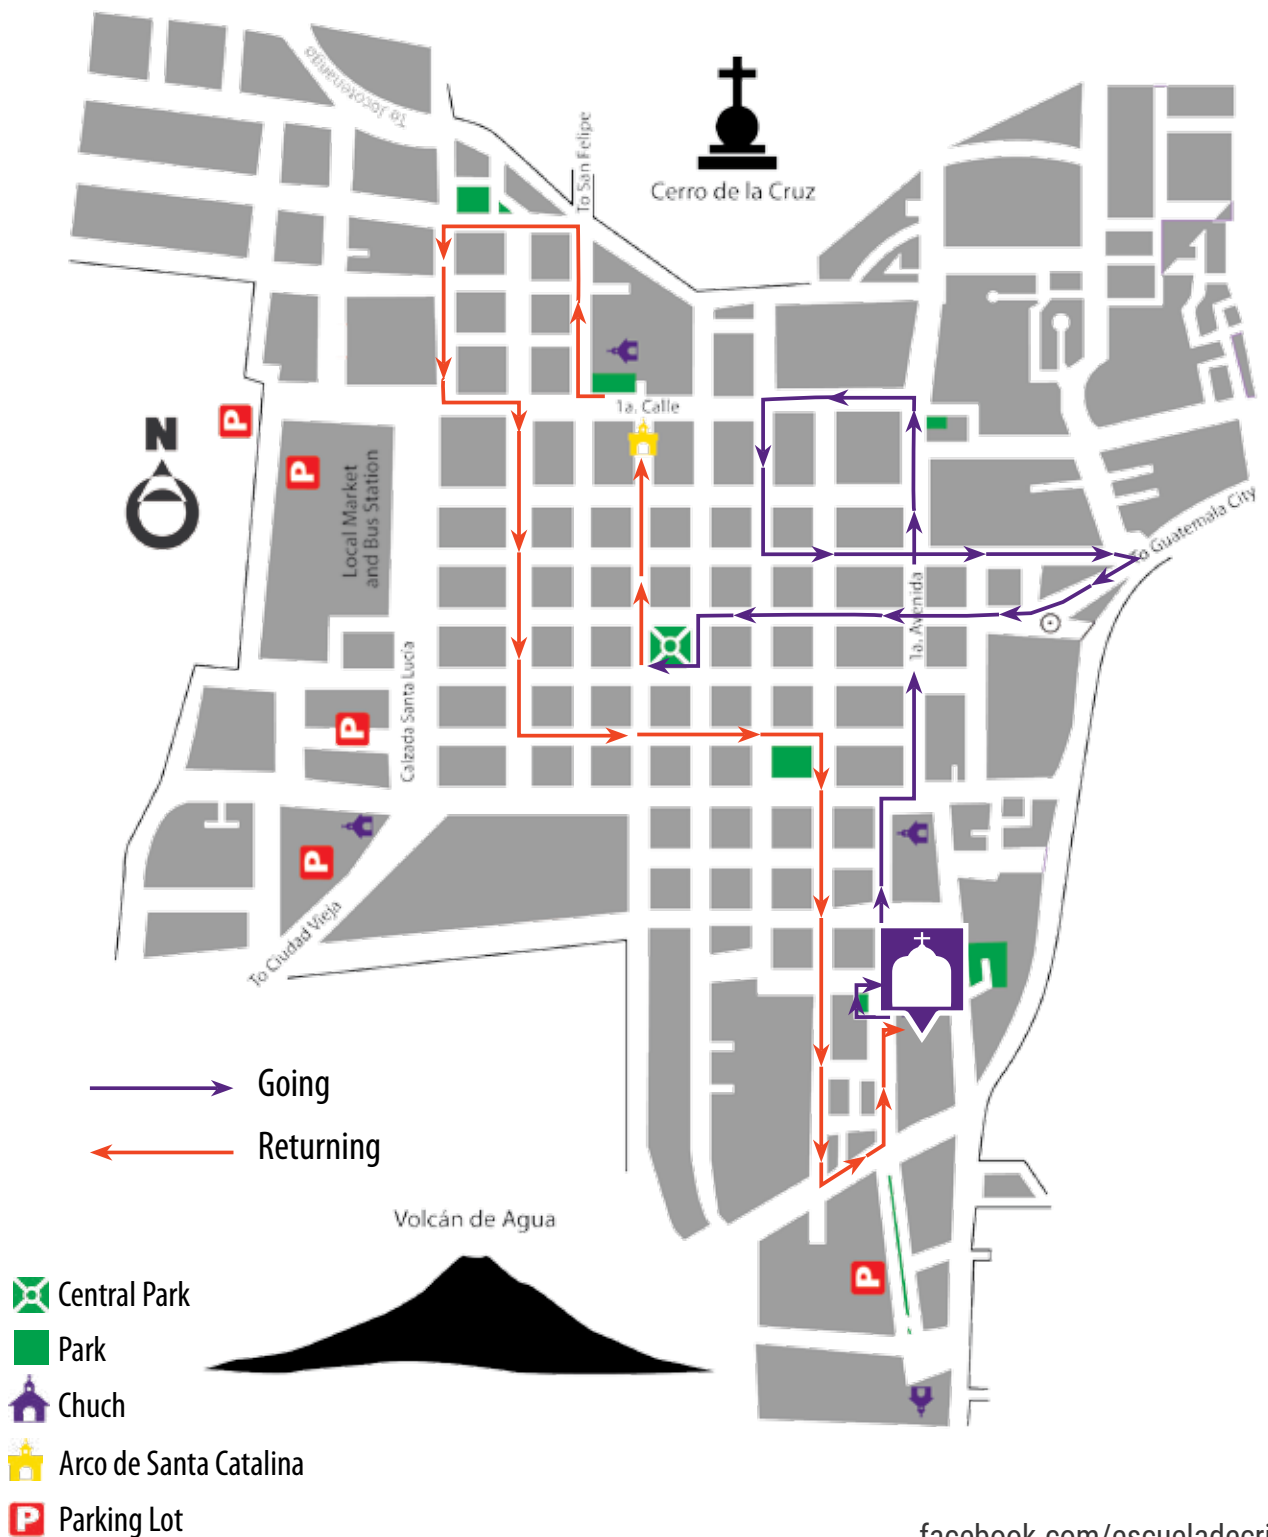 To Jocotenango
To San Felipe
Cerro de la Cruz
1a. Calle
P
N
P
Local Market
and Bus Station
To Guatemala City
1a. Avenida
Calzada Santa Lucía
P
P
To Ciudad Vieja
Going
Returning
Volcán de Agua
P
Central Park
Park
Chuch
Arco de Santa Catalina
P Parking Lot